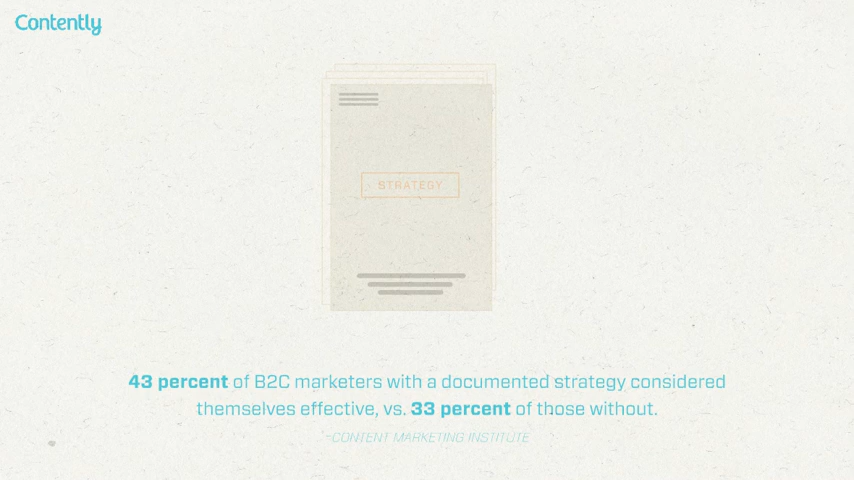 Contently
STRATEGY
43 percent of B2C marketers with a documented strategy considered
themselves effective, vs. 33 percent of those without.
-CONTENT MARKETING INSTITUTE